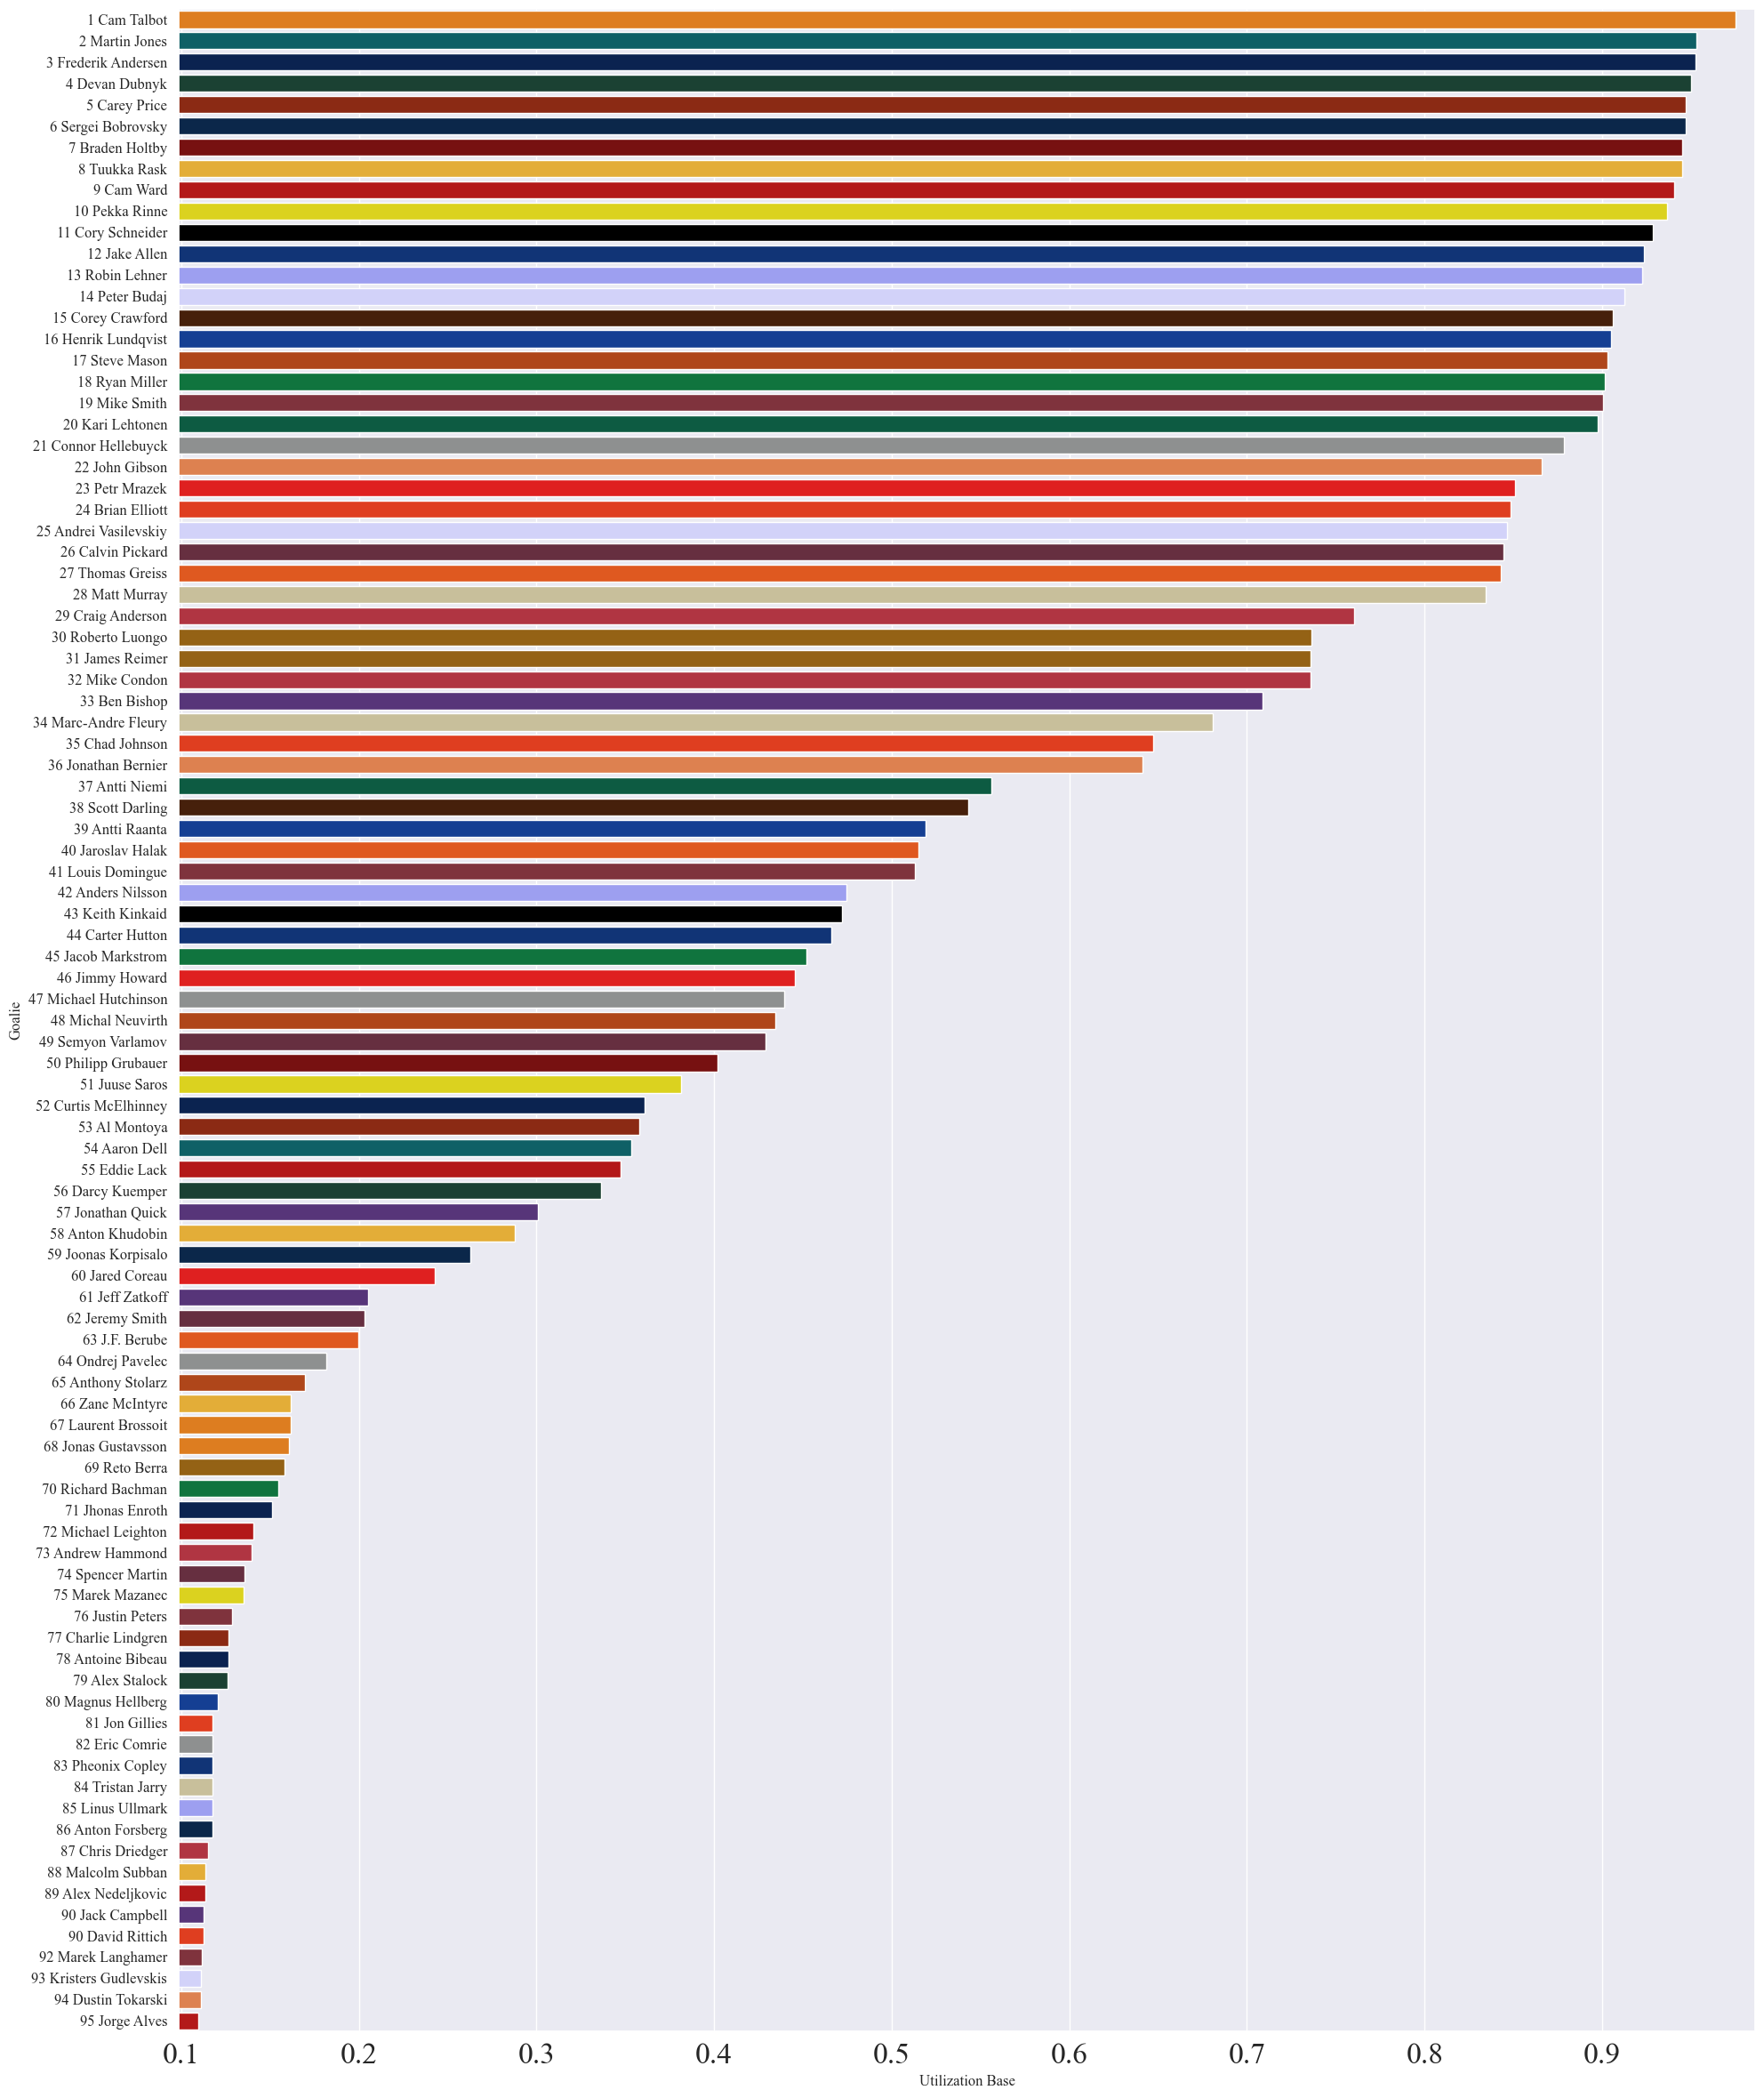 1 Cam Talbot
2 Martin Jones
3 Frederik Andersen
4 Devan Dubnyk
5 Carey Price
6 Sergei Bobrovsky
7 Braden Holtby
8 Tuukka Rask
9 Cam Ward
10 Pekka Rinne
11 Cory Schneider
12 Jake Allen
13 Robin Lehner
14 Peter Budaj
15 Corey Crawford
16 Henrik Lundqvist
17 Steve Mason
18 Ryan Miller
19 Mike Smith
20 Kari Lehtonen
21 Connor Hellebuyck
22 John Gibson
23 Petr Mrazek
24 Brian Elliott
25 Andrei Vasilevskiy
26 Calvin Pickard
27 Thomas Greiss
28 Matt Murray
29 Craig Anderson
30 Roberto Luongo
31 James Reimer
32 Mike Condon
33 Ben Bishop
34 Marc-Andre Fleury
35 Chad Johnson
36 Jonathan Bernier
37 Antti Niemi
38 Scott Darling
39 Antti Raanta
40 Jaroslav Halak
41 Louis Domingue
42 Anders Nilsson
43 Keith Kinkaid
44 Carter Hutton
45 Jacob Markstrom
46 Jimmy Howard
47 Michael Hutchinson
48 Michal Neuvirth
49 Semyon Varlamov
50 Philipp Grubauer
51 Juuse Saros
52 Curtis McElhinney
53 Al Montoya
54 Aaron Dell
55 Eddie Lack
56 Darcy Kuemper
57 Jonathan Quick
58 Anton Khudobin
59 Joonas Korpisalo
60 Jared Coreau
61 Jeff Zatkoff
62 Jeremy Smith
63 J.F. Berube
64 Ondrej Pavelec
65 Anthony Stolarz
66 Zane McIntyre
67 Laurent Brossoit
68 Jonas Gustavsson
69 Reto Berra
70 Richard Bachman
71 Jhonas Enroth
72 Michael Leighton
73 Andrew Hammond
74 Spencer Martin
75 Marek Mazanec
76 Justin Peters
77 Charlie Lindgren
78 Antoine Bibeau
79 Alex Stalock
80 Magnus Hellberg
81 Jon Gillies
82 Eric Comrie
83 Pheonix Copley
84 Tristan Jarry
85 Linus Ullmark
86 Anton Forsberg
87 Chris Driedger
88 Malcolm Subban
89 Alex Nedeljkovic
90 Jack Campbell
90 David Rittich
92 Marek Langhamer
93 Kristers Gudlevskis
94 Dustin Tokarski
95 Jorge Alves
Goalie
0.1 0.2 0.3 0.4 0.5 0.6 0.7 0.8 0.9
Utilization Base